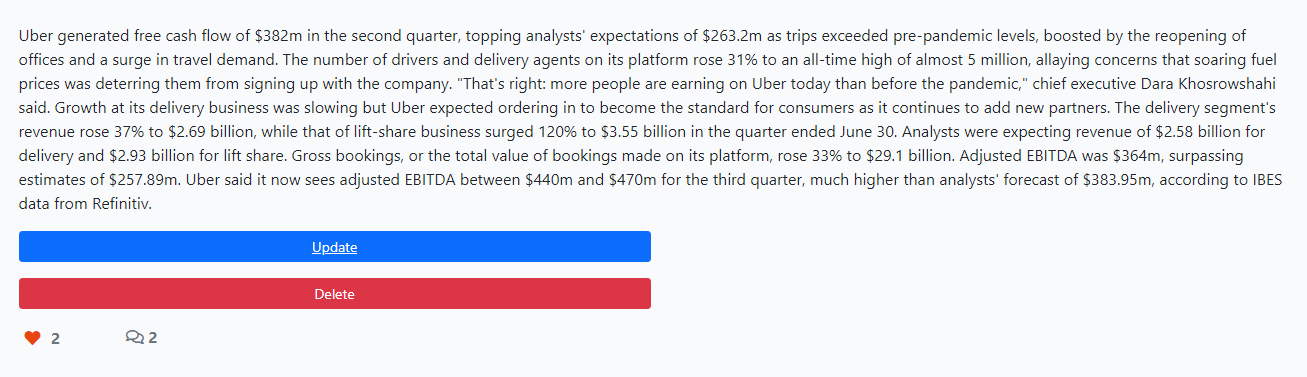 Uber generated free cash flow of $382m in the second quarter, topping analysts' expectations of $263.2m as trips exceeded pre-pandemic levels, boosted by the reopening of
offices and a surge in travel demand. The number of drivers and delivery agents on its platform rose 31% to an all-time high of almost 5 million, allaying concerns that soaring fuel
prices was deterring them from signing up with the company. "That's right: more people are earning on Uber today than before the pandemic," chief executive Dara Khosrowshahi
said. Growth at its delivery business was slowing but Uber expected ordering in to become the standard for consumers as it continues to add new partners. The delivery segment's
revenue rose 37% to $2.69 billion, while that of lift-share business surged 120% to $3.55 billion in the quarter ended June 30. Analysts were expecting revenue of $2.58 billion for
delivery and $2.93 billion for lift share. Gross bookings, or the total value of bookings made on its platform, rose 33% to $29.1 billion. Adjusted EBITDA was $364m, surpassing
estimates of $257.89m. Uber said it now sees adjusted EBITDA between $440m and $470m for the third quarter, much higher than analysts' forecast of $383.95m, according to IBES
data from Refinitiv.
Update
Delete
2 2